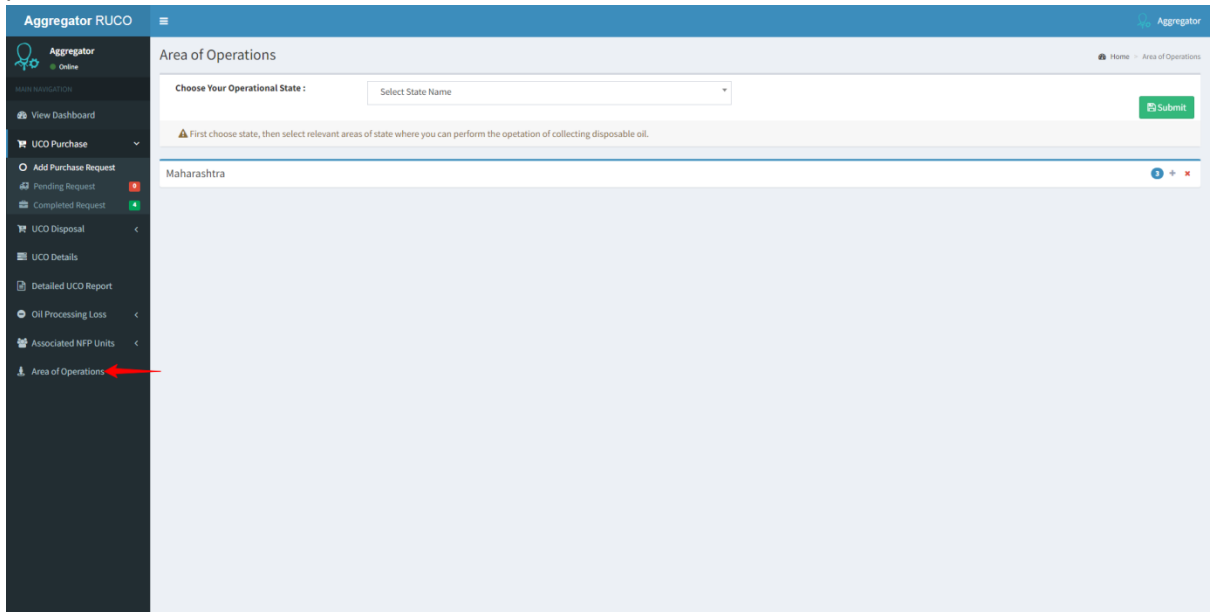 Aggregator RUCO
Aggregator
Aggregator
Online
MAIN NAVIGATION
View Dashboard
UCO Purchase
Add Purchase Request
Pending Request 0
Completed Request 4
UCO Disposal
UCO Details
Detailed UCO Report
Oil Processing Loss
Associated NFP Units
Area of Operations
Area of Operations
Home > Area of Operations
Choose Your Operational State :
Select State Name
Submit
First choose state, then select relevant areas of state where you can perform the opetation of collecting disposable oil.
Maharashtra 3